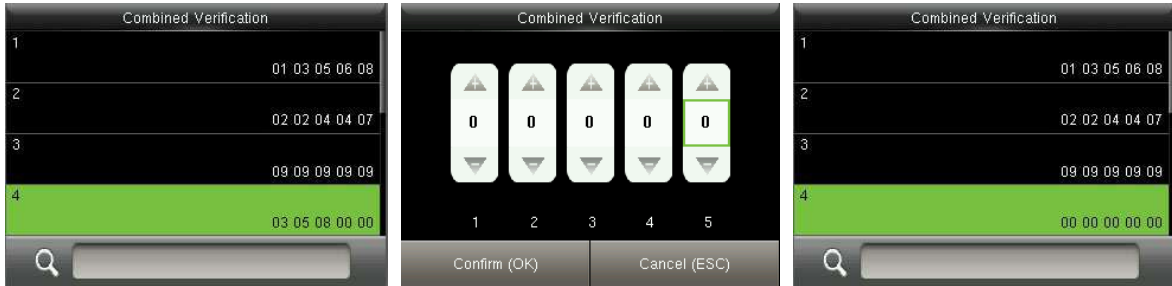 Combined Verification
1
01 03 05 06 08
2
02 02 04 04 07
3
09 09 09 09 09
4
03 05 08 00 00
Combined Verification
0 0 0 0 0
1 2 3 4 5
Confirm (OK) Cancel (ESC)
Combined Verification
1
01 03 05 06 08
2
02 02 04 04 07
3
09 09 09 09 09
4
00 00 00 00 00